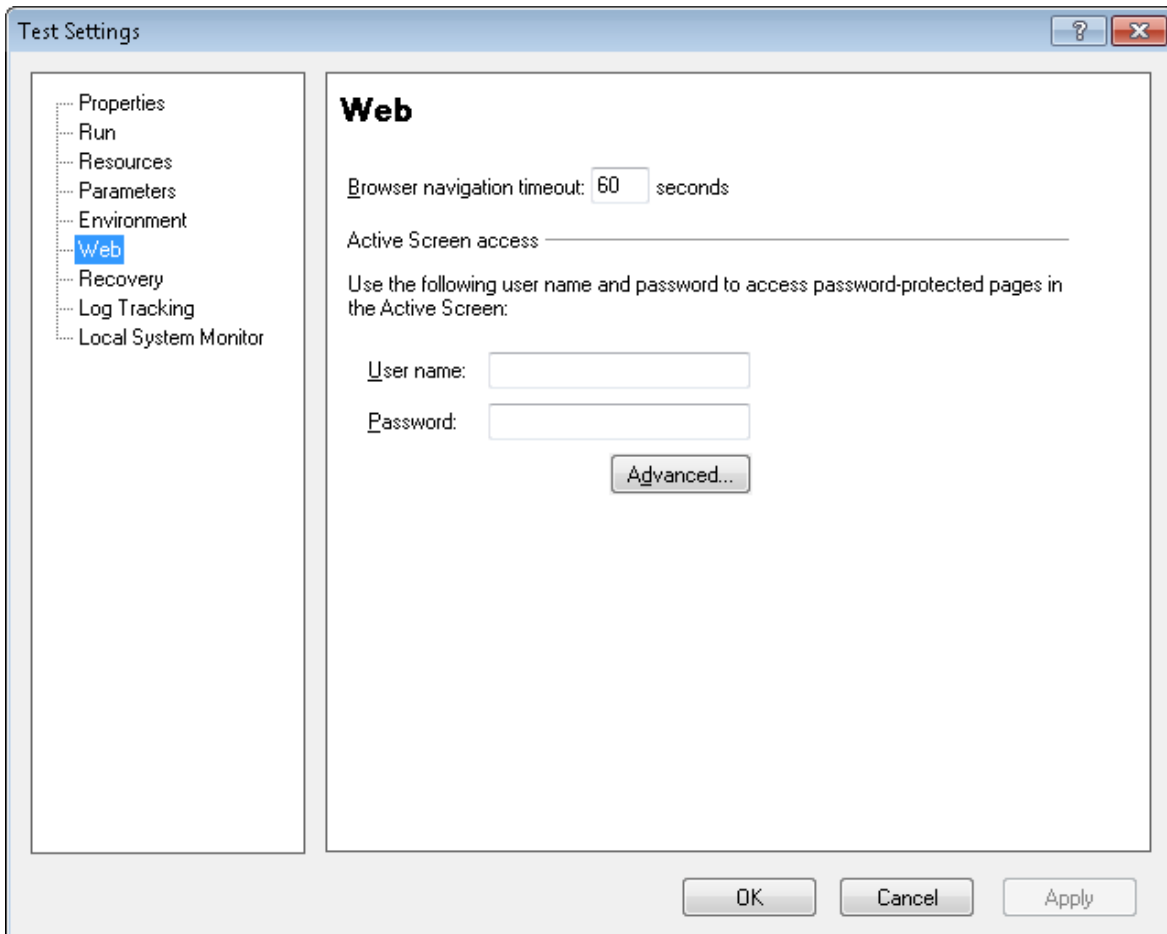 Test Settings
?
Properties
Run
Resources
Parameters
Environment
Web
Recovery
Log Tracking
Local System Monitor
Web
Browser navigation timeout: 60 seconds
Active Screen access
Use the following user name and password to access password-protected pages in
the Active Screen:
User name:
Password:
Advanced...
OK Cancel Apply